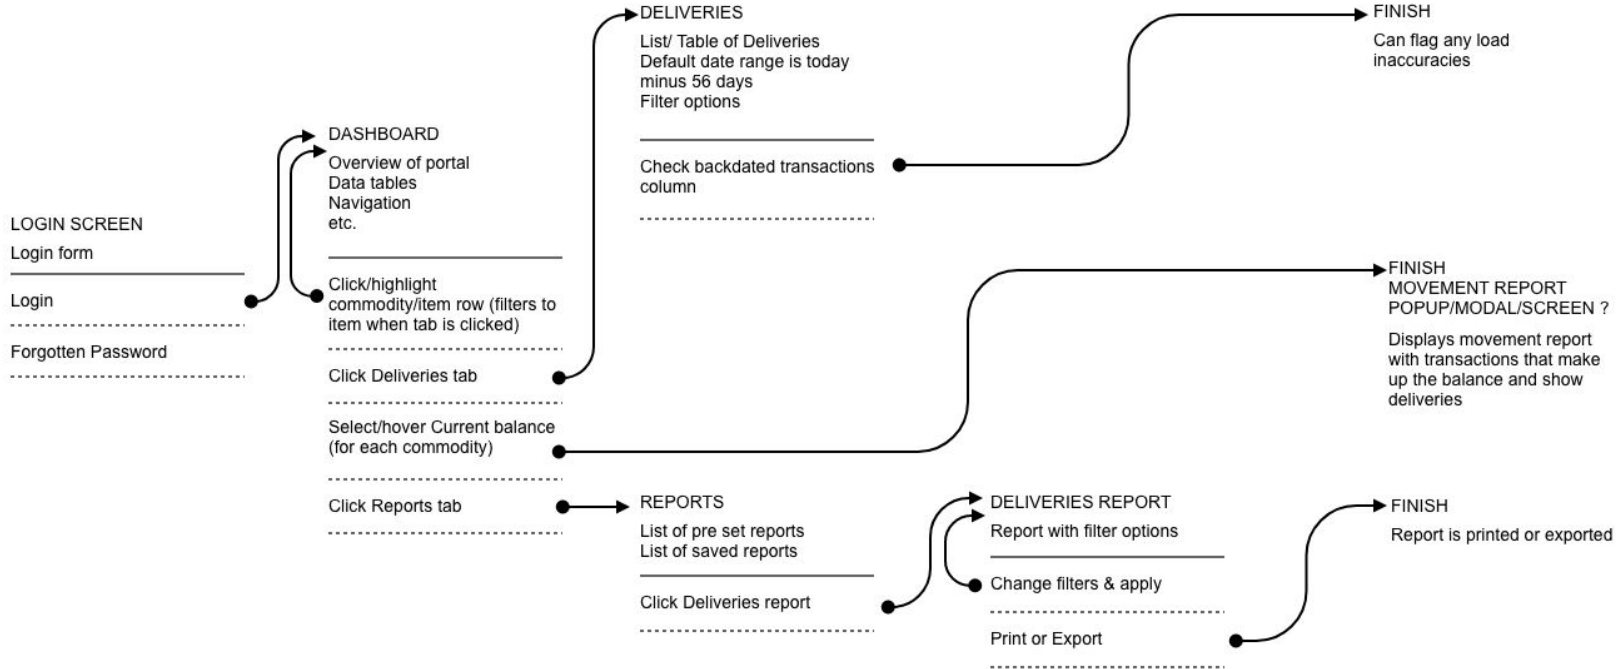 LOGIN SCREEN
Login form
Login
Forgotten Password
DASHBOARD
Overview of portal
Data tables
Navigation
etc.
Click/highlight
commodity/item row (filters to
item when tab is clicked)
Click Deliveries tab
Select/hover Current balance
(for each commodity)
Click Reports tab
DELIVERIES
List/ Table of Deliveries
Default date range is today
minus 56 days
Filter options
Check backdated transactions
column
FINISH
Can flag any load
inaccuracies
FINISH
MOVEMENT REPORT
POPUP/MODAL/SCREEN ?
Displays movement report
with transactions that make
up the balance and show
deliveries
REPORTS
List of pre set reports
List of saved reports
Click Deliveries report
DELIVERIES REPORT
Report with filter options
Change filters & apply
Print or Export
FINISH
Report is printed or exported